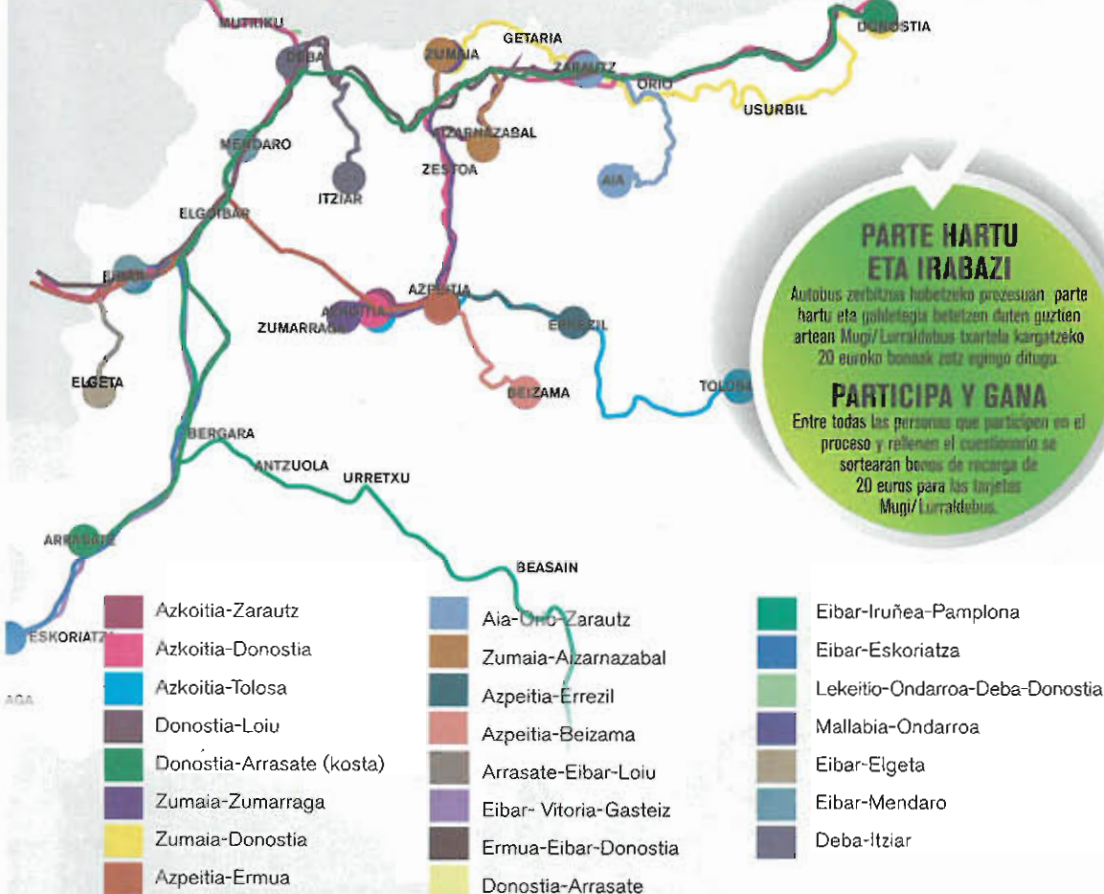 MUTRIKU
DEBA
ZUMAIA
GETARIA
ZARAUTZ
ORIO
DONOSTIA
USURBIL
MENDARO
AIZARNAZABAL
ZESTOA
ITZIAR
AIA
ELGOIBAR
EIBAR
AZPEITIA
AZKOITIA
ZUMARRAGA
ERREZIL
ELGETA
BEIZAMA
TOLOSA
BERGARA
ANTZUOLA
URRETXU
ARRASATE
BEASAIN
ESKORIATZA
AGA
PARTE HARTU
ETA IRABAZI
Autobus zerbitzua hobetzeko prozesuan parte
hartu eta galdetegia betetzen duten guztien
artean Mugi/Lurraldebus txartela kargatzeko
20 euroko bonuak zotz egingo ditugu.
PARTICIPA Y GANA
Entre todas las personas que participen en el
proceso y rellenen el cuestionario se
sortearán bonos de recarga de
20 euros para las tarjetas
Mugi/Lurraldebus.
Azkoitia-Zarautz
Azkoitia-Donostia
Azkoitia-Tolosa
Donostia-Loiu
Donostia-Arrasate (kosta)
Zumaia-Zumarraga
Zumaia-Donostia
Azpeitia-Ermua
Aia-Orio-Zarautz
Zumaia-Aizarnazabal
Azpeitia-Errezil
Azpeitia-Beizama
Arrasate-Eibar-Loiu
Eibar- Vitoria-Gasteiz
Ermua-Eibar-Donostia
Donostia-Arrasate
Eibar-Iruñea-Pamplona
Eibar-Eskoriatza
Lekeitio-Ondarroa-Deba-Donostia
Mallabia-Ondarroa
Eibar-Elgeta
Eibar-Mendaro
Deba-Itziar